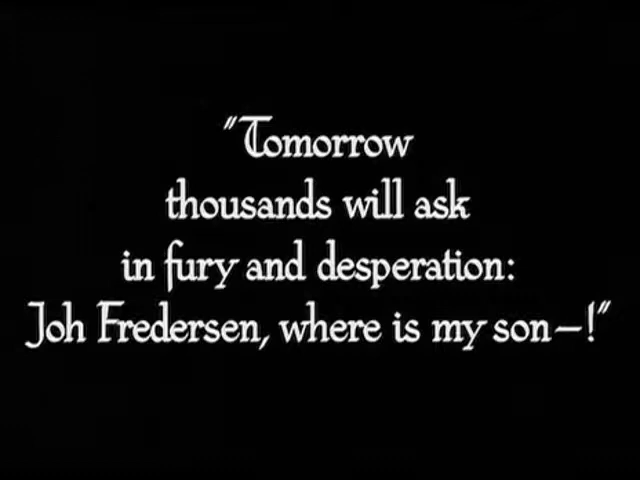 "Tomorrow
thousands will ask
in fury and desperation:
Joh Fredersen, where is my son—!"